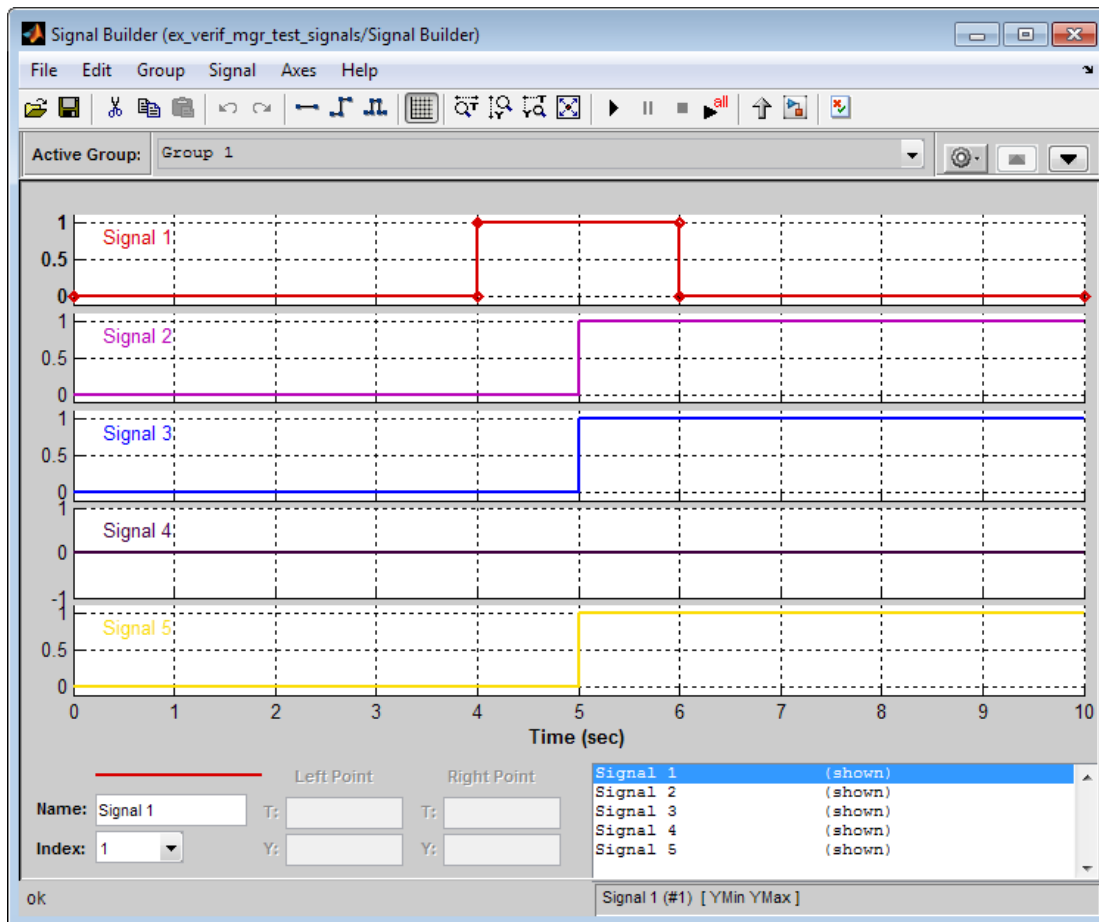 Signal Builder (ex_verif_mgr_test_signals/Signal Builder)
File Edit Group Signal Axes Help
all
Active Group: Group 1
1
Signal 1
0.5
0
1
Signal 2
0.5
0
1
Signal 3
0.5
0
1
Signal 4
0
-1
1
Signal 5
0.5
0
0 1 2 3 4 5 6 7 8 9 10
Time (sec)
Left Point Right Point
Name: Signal 1 T: T:
Index: 1 Y: Y:
Signal 1 (shown)
Signal 2 (shown)
Signal 3 (shown)
Signal 4 (shown)
Signal 5 (shown)
ok
Signal 1 (#1) [ YMin YMax ]